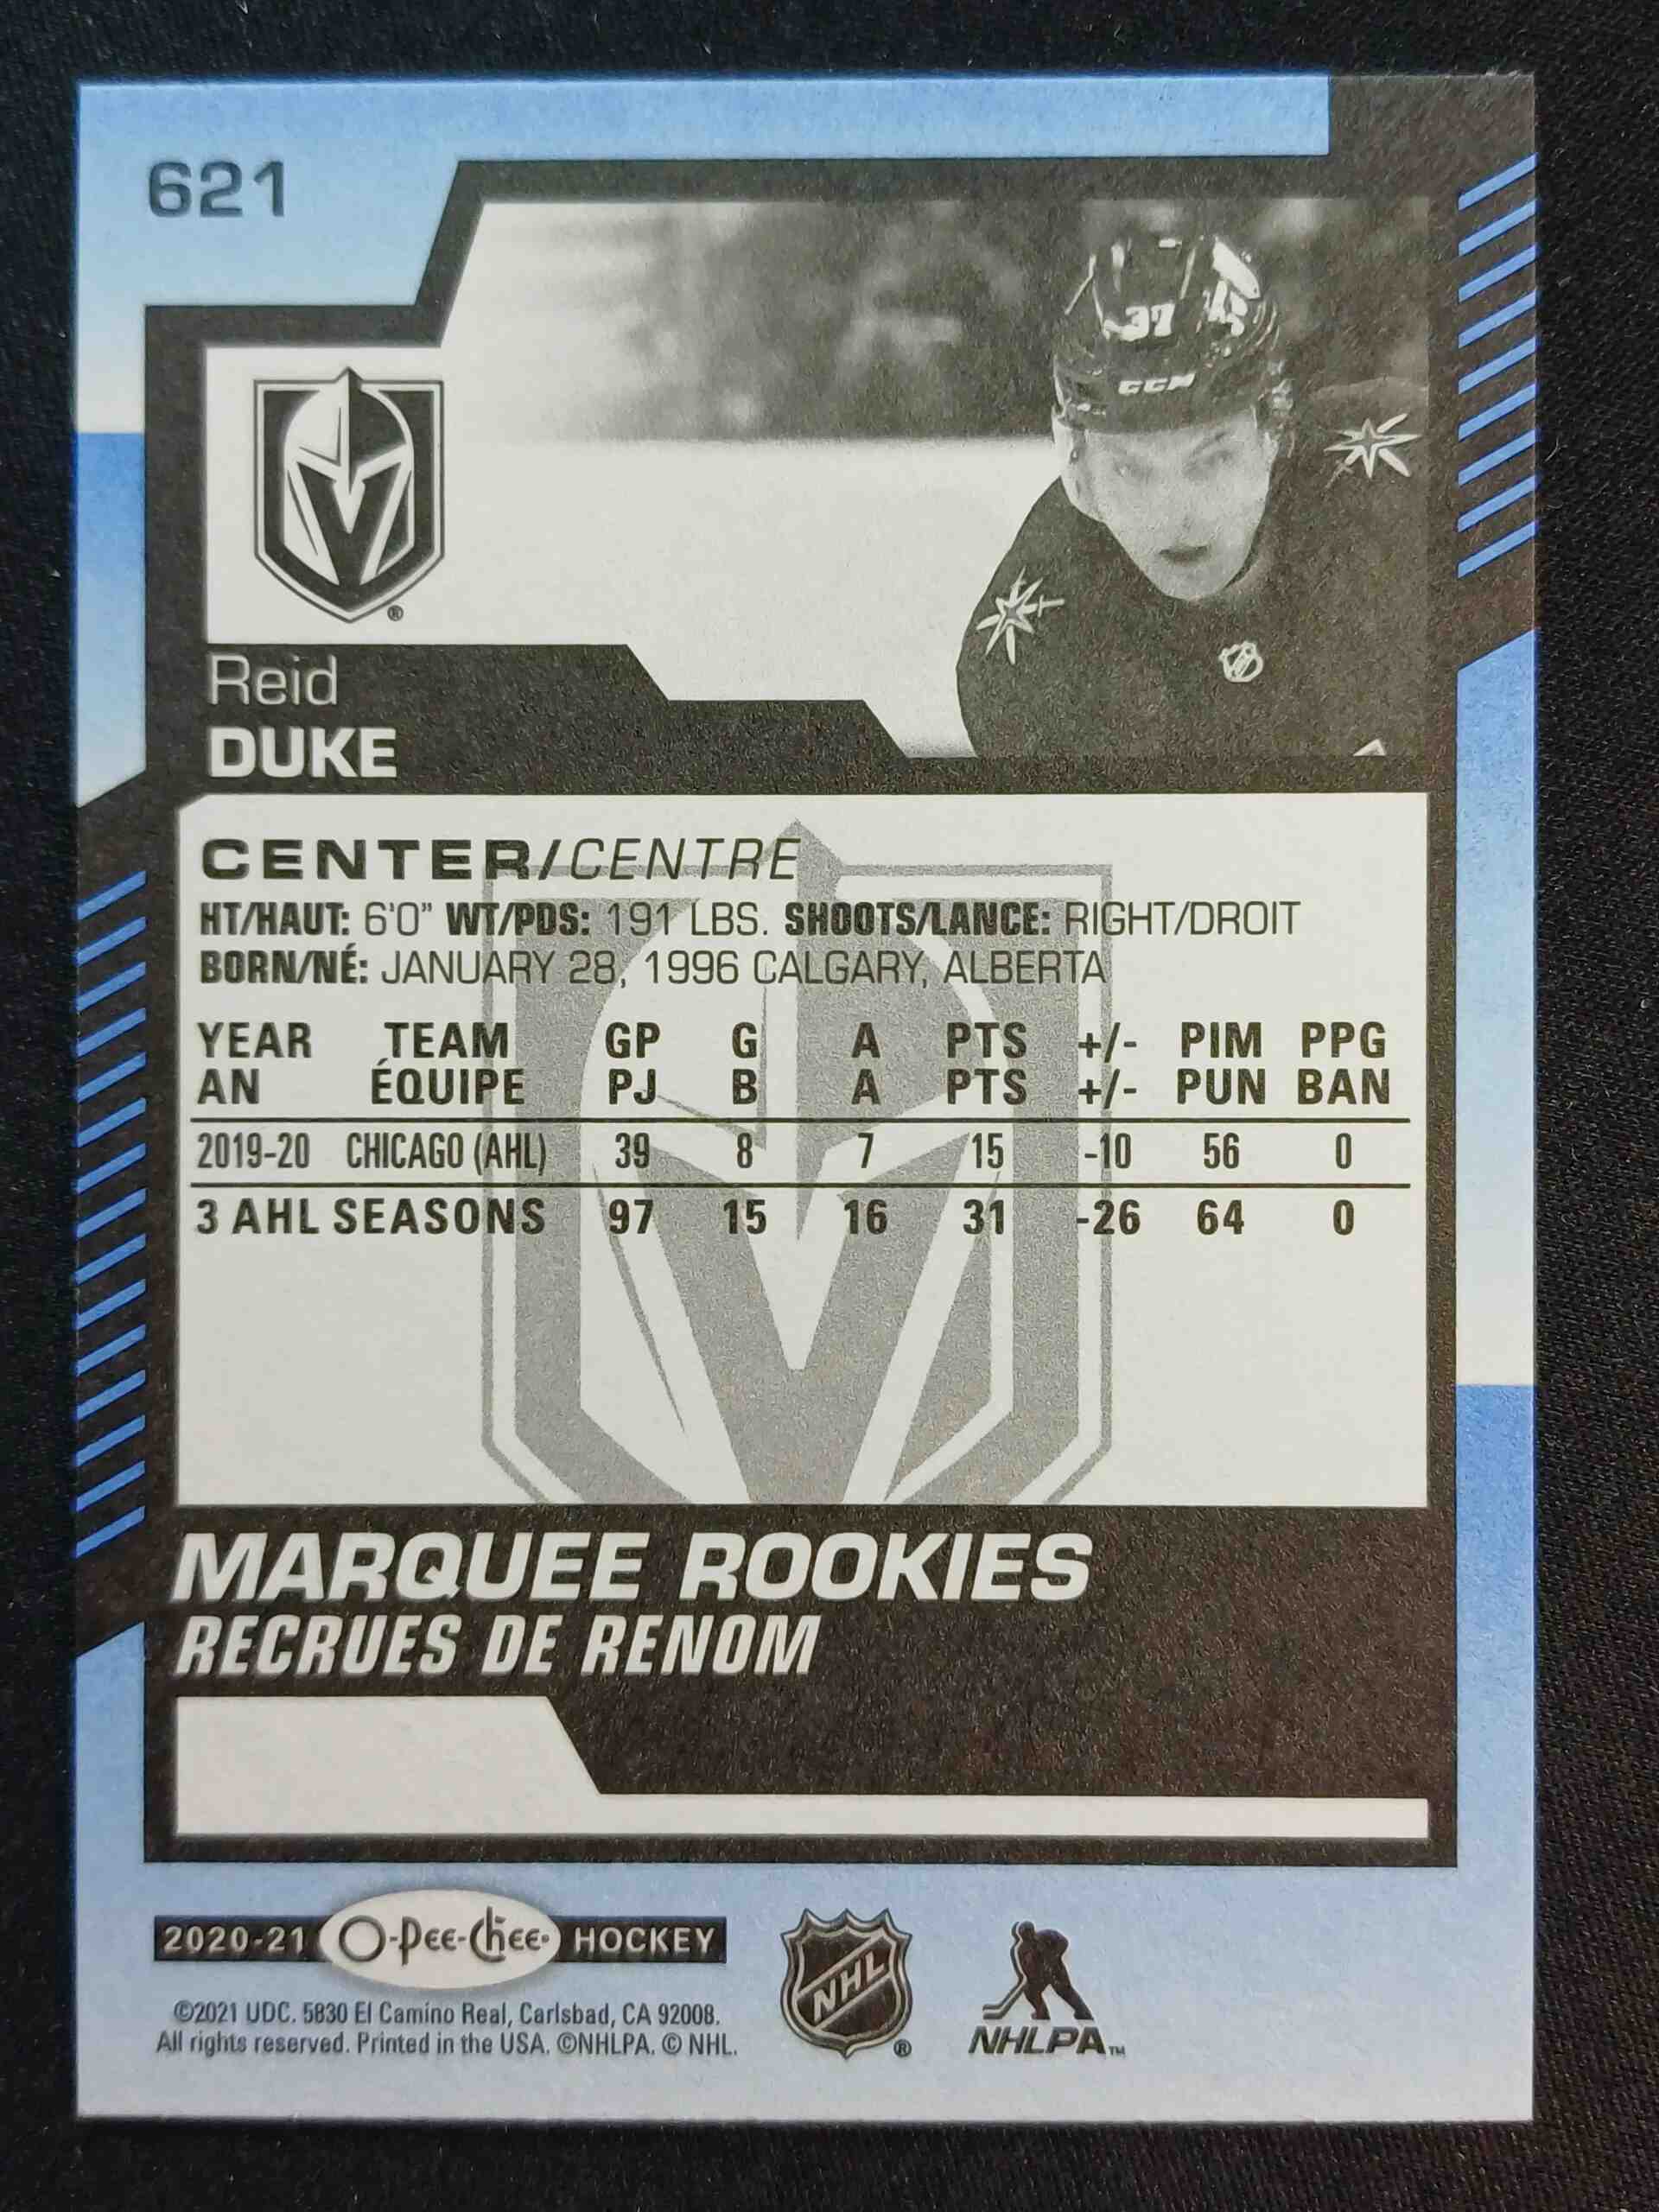 621
37
CCM
®
Reid
DUKE
CENTER/CENTRE
HT/HAUT: 6'0" WT/PDS: 191 LBS. SHOOTS/LANCE: RIGHT/DROIT
BORN/NÉ: JANUARY 28, 1996 CALGARY, ALBERTA
YEAR TEAM GP G A PTS +/- PIM PPG
AN ÉQUIPE PJ B A PTS +/- PUN BAN
2019-20 CHICAGO (AHL) 39 8 7 15 -10 56 0
3 AHL SEASONS 97 15 16 31 -26 64 0
MARQUEE ROOKIES
RECRUES DE RENOM
2020-21 O-Pee-Chee® HOCKEY
©2021 UDC. 5830 El Camino Real, Carlsbad, CA 92008.
All rights reserved. Printed in the USA. ©NHLPA. © NHL.
NHL ®
NHLPA™